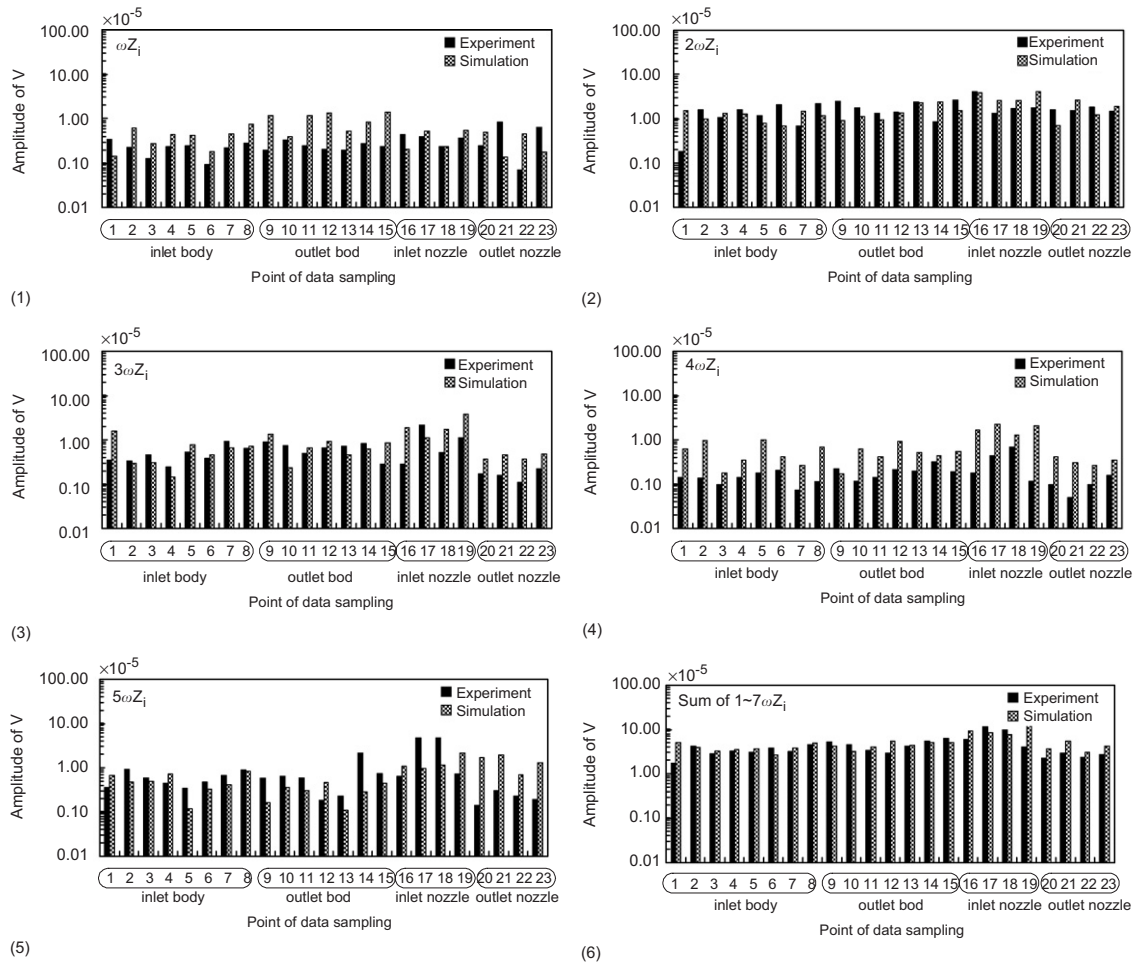 ×10⁻⁵
100.00
ωZᵢ
Experiment
Simulation
10.00
1.00
0.10
0.01
Amplitude of V
1 2 3 4 5 6 7 8 9 10 11 12 13 14 15 16 17 18 19 20 21 22 23
inlet body outlet bod inlet nozzle outlet nozzle
Point of data sampling
(1)
×10⁻⁵
100.00
2ωZᵢ
Experiment
Simulation
10.00
1.00
0.10
0.01
Amplitude of V
1 2 3 4 5 6 7 8 9 10 11 12 13 14 15 16 17 18 19 20 21 22 23
inlet body outlet bod inlet nozzle outlet nozzle
Point of data sampling
(2)
×10⁻⁵
100.00
3ωZᵢ
Experiment
Simulation
10.00
1.00
0.10
0.01
Amplitude of V
1 2 3 4 5 6 7 8 9 10 11 12 13 14 15 16 17 18 19 20 21 22 23
inlet body outlet bod inlet nozzle outlet nozzle
Point of data sampling
(3)
×10⁻⁵
100.00
4ωZᵢ
Experiment
Simulation
10.00
1.00
0.10
0.01
Amplitude of V
1 2 3 4 5 6 7 8 9 10 11 12 13 14 15 16 17 18 19 20 21 22 23
inlet body outlet bod inlet nozzle outlet nozzle
Point of data sampling
(4)
×10⁻⁵
100.00
5ωZᵢ
Experiment
Simulation
10.00
1.00
0.10
0.01
Amplitude of V
1 2 3 4 5 6 7 8 9 10 11 12 13 14 15 16 17 18 19 20 21 22 23
inlet body outlet bod inlet nozzle outlet nozzle
Point of data sampling
(5)
×10⁻⁵
100.00
Sum of 1~7ωZᵢ
Experiment
Simulation
10.00
1.00
0.10
0.01
Amplitude of V
1 2 3 4 5 6 7 8 9 10 11 12 13 14 15 16 17 18 19 20 21 22 23
inlet body outlet bod inlet nozzle outlet nozzle
Point of data sampling
(6)